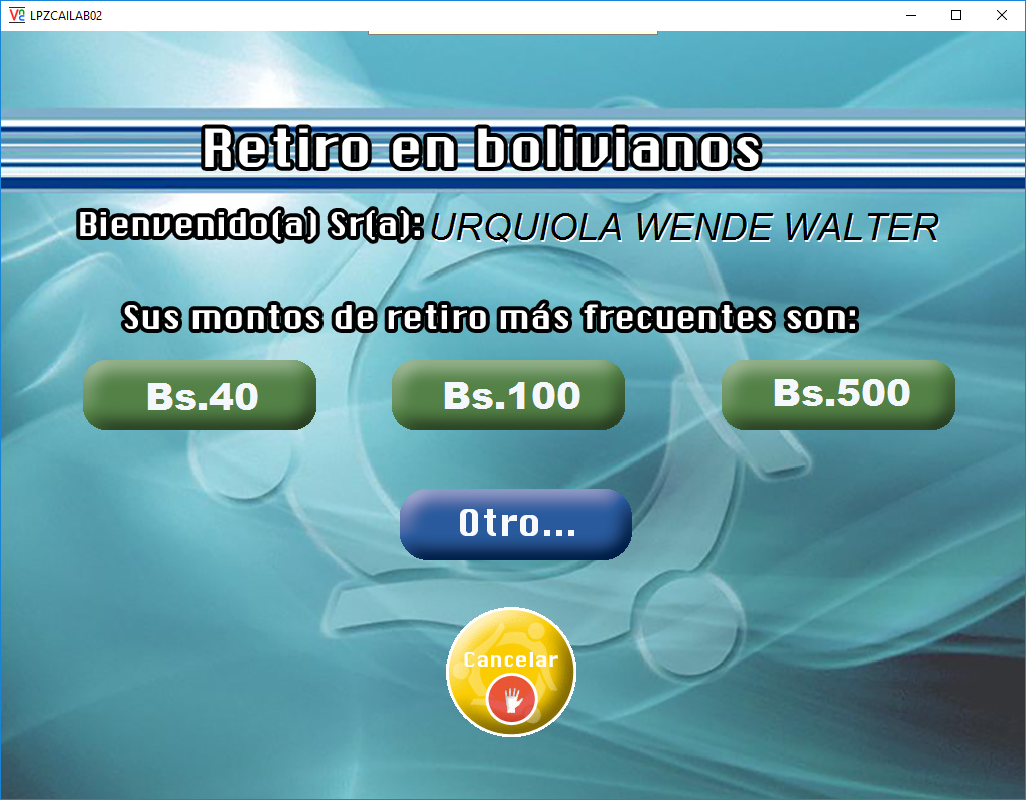 LPZCAILAB02
Retiro en bolivianos
Bienvenido(a) Sr(a): URQUIOLA WENDE WALTER
Sus montos de retiro más frecuentes son:
Bs.40 Bs.100 Bs.500
Otro...
Cancelar